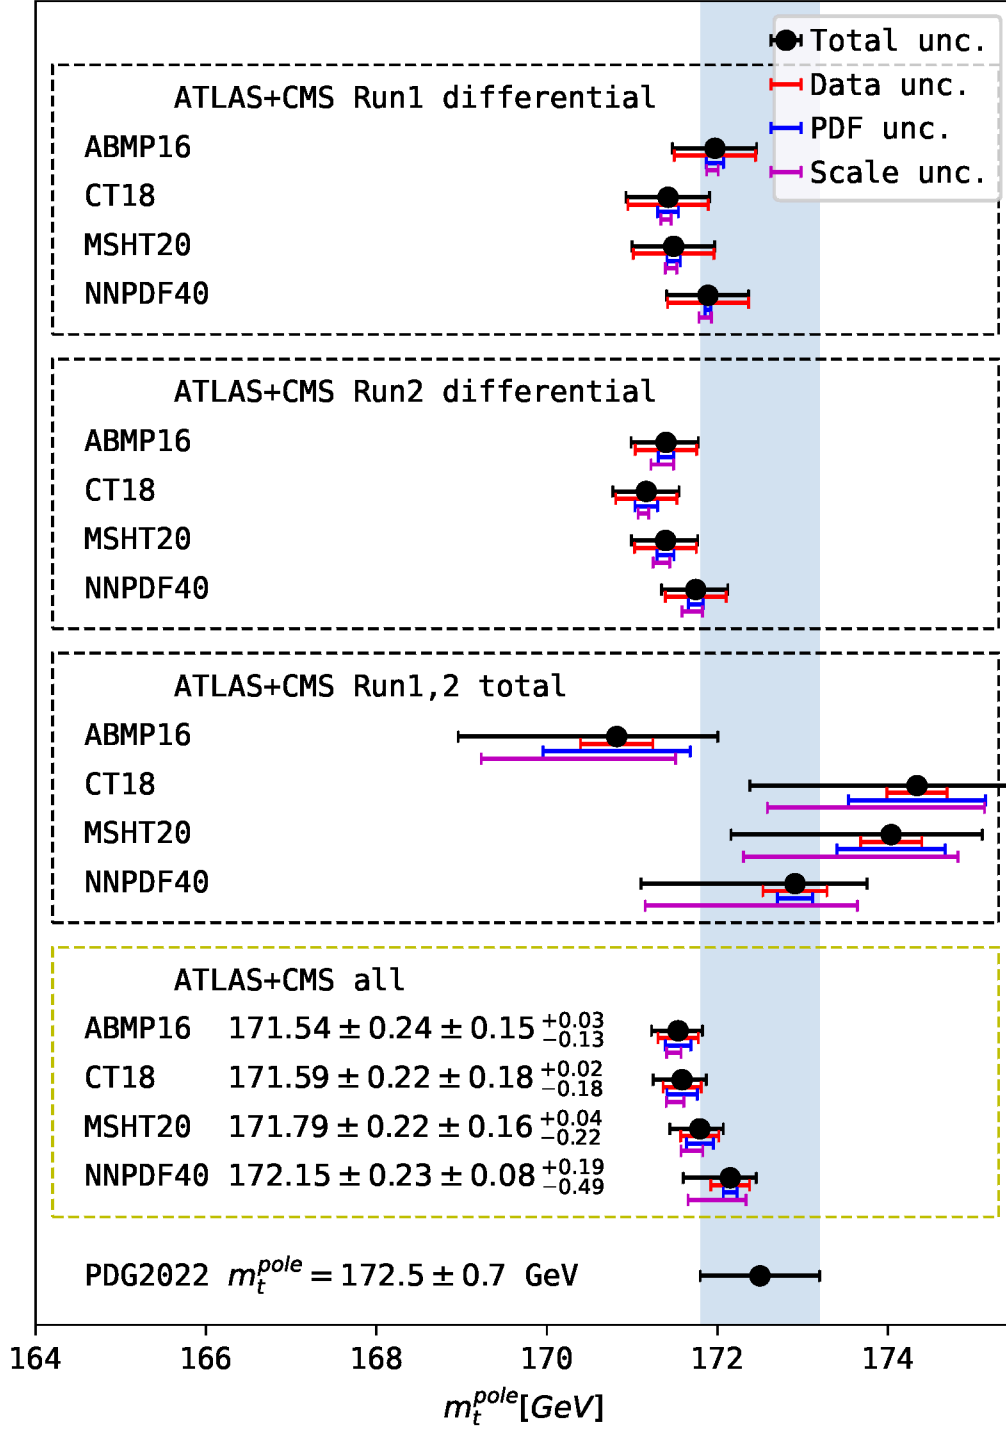 Total unc.
Data unc.
PDF unc.
Scale unc.
ATLAS+CMS Run1 differential
ABMP16
CT18
MSHT20
NNPDF40
ATLAS+CMS Run2 differential
ABMP16
CT18
MSHT20
NNPDF40
ATLAS+CMS Run1,2 total
ABMP16
CT18
MSHT20
NNPDF40
ATLAS+CMS all
ABMP16 171.54 ± 0.24 ± 0.15 +0.03 −0.13
CT18 171.59 ± 0.22 ± 0.18 +0.02 −0.18
MSHT20 171.79 ± 0.22 ± 0.16 +0.04 −0.22
NNPDF40 172.15 ± 0.23 ± 0.08 +0.19 −0.49
PDG2022 m_t^pole = 172.5 ± 0.7 GeV
164 166 168 170 172 174
m_t^pole [GeV]